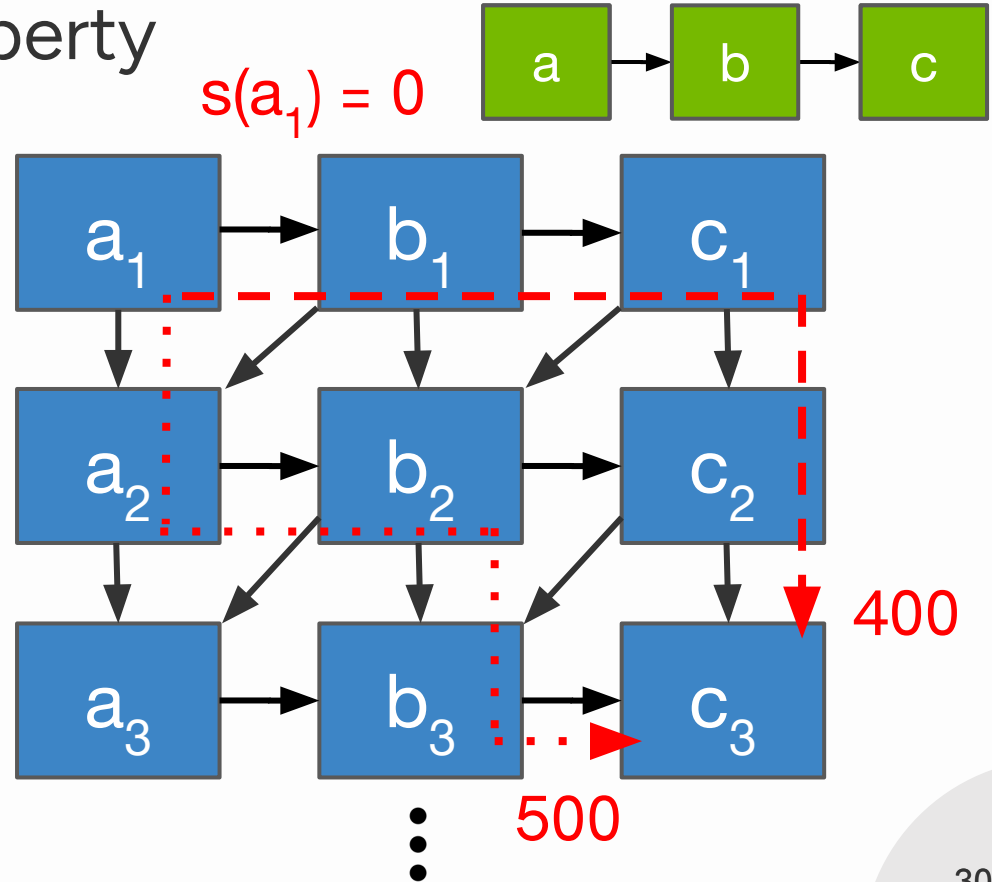 perty
s(a₁) = 0
a b c
a₁ b₁ c₁
a₂ b₂ c₂
400
a₃ b₃ c₃
500
30